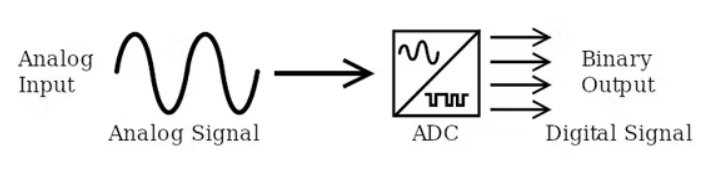 Analog
Input
Analog Signal
ADC
Binary
Output
Digital Signal